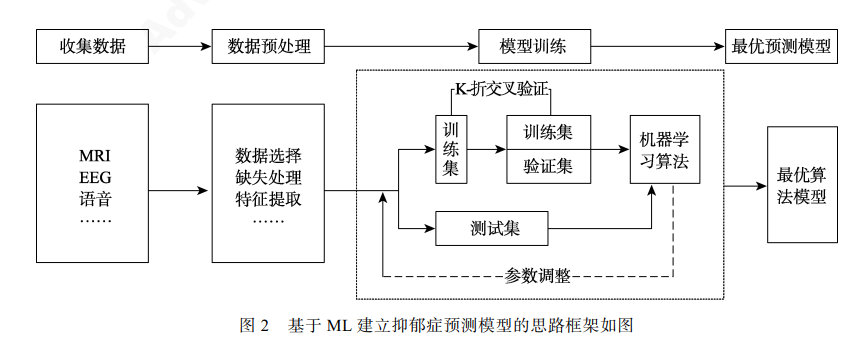 收集数据
数据预处理
模型训练
最优预测模型
K-折交叉验证
MRI
EEG
语音
……
数据选择
缺失处理
特征提取
……
训
练
集
训练集
验证集
机器学
习算法
测试集
参数调整
最优算
法模型
图 2 基于 ML 建立抑郁症预测模型的思路框架如图